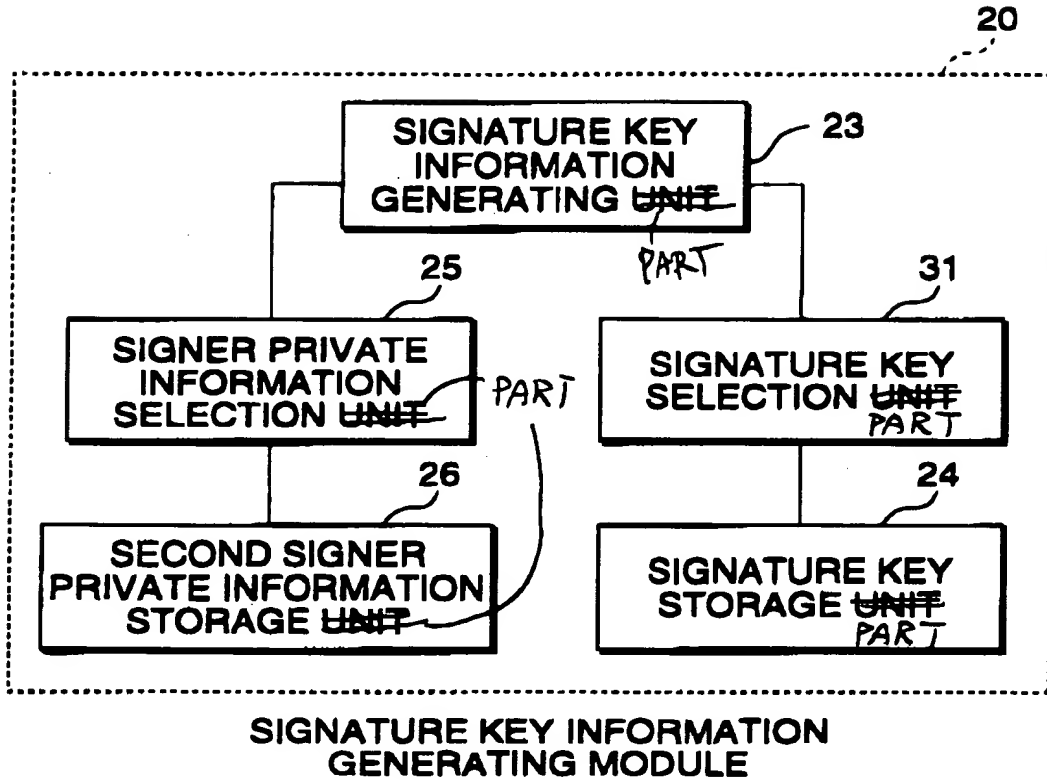 20
SIGNATURE KEY
INFORMATION
GENERATING UNIT
PART
23
25
SIGNER PRIVATE
INFORMATION
SELECTION UNIT
PART
31
SIGNATURE KEY
SELECTION UNIT
PART
26
SECOND SIGNER
PRIVATE INFORMATION
STORAGE UNIT
24
SIGNATURE KEY
STORAGE UNIT
PART
SIGNATURE KEY INFORMATION
GENERATING MODULE